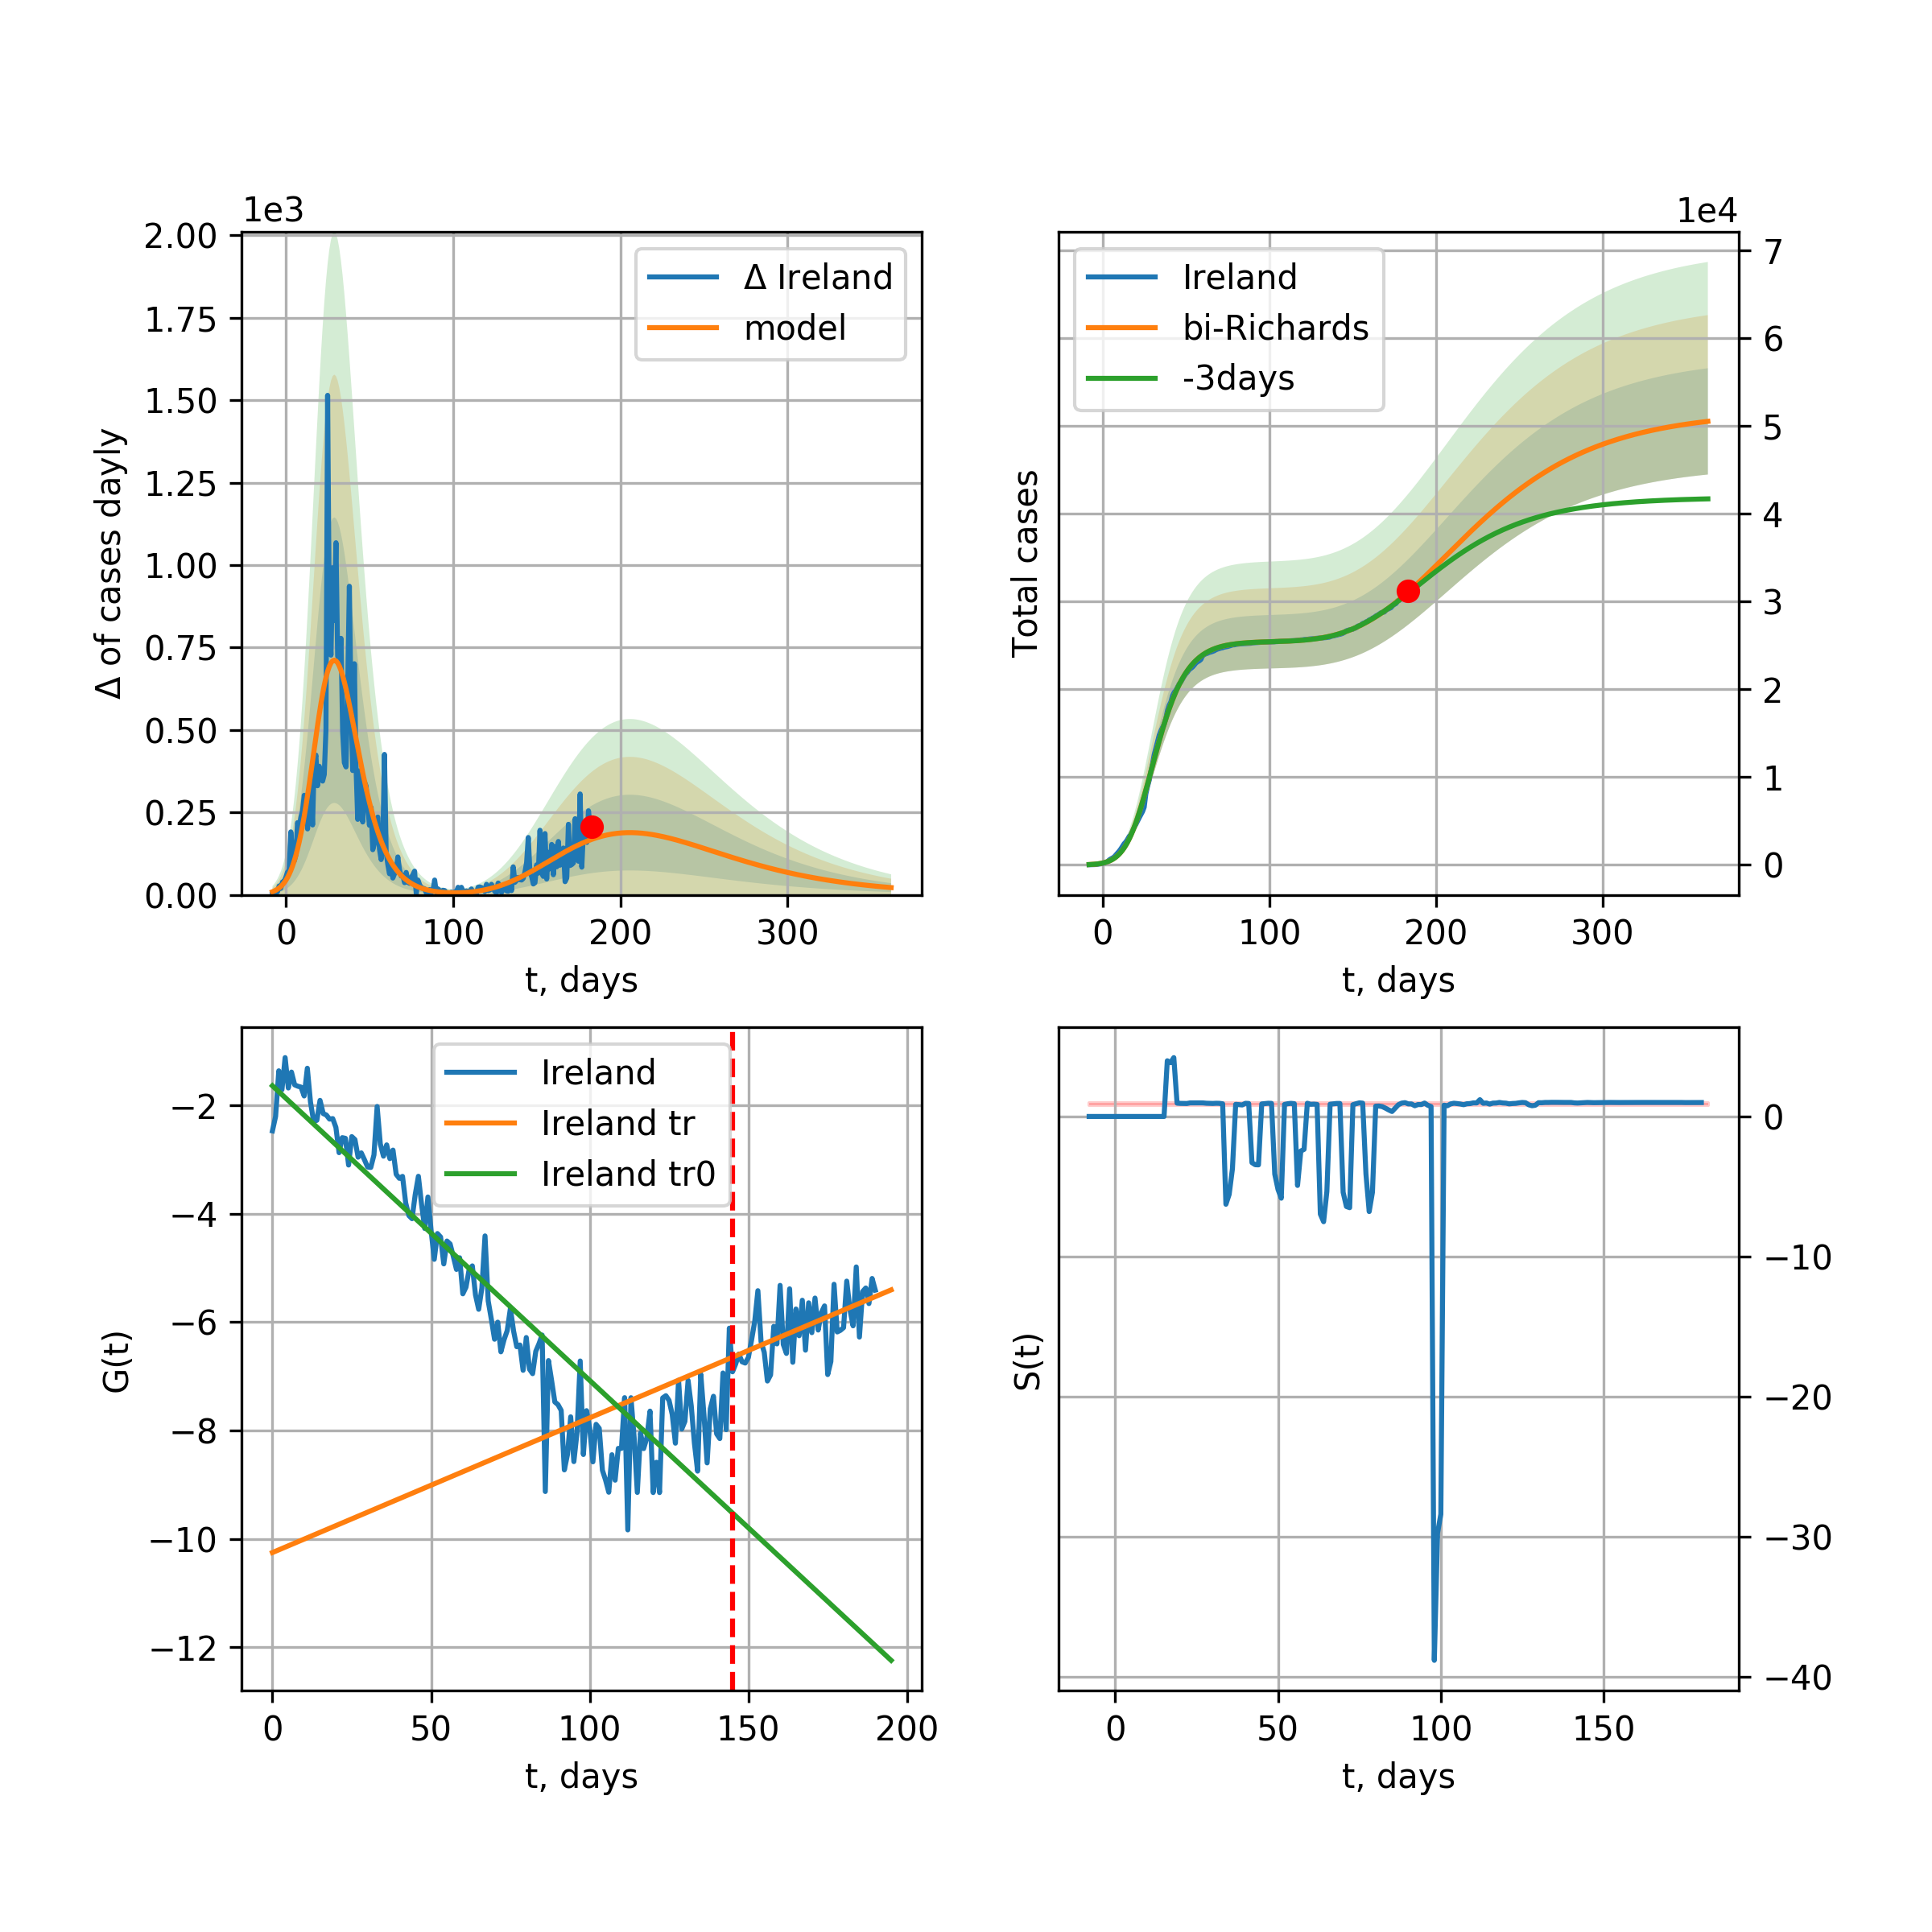 1e3
2.00
1.75
1.50
1.25
1.00
0.75
0.50
0.25
0.00
Δ of cases dayly
Δ Ireland
model
0 100 200 300
t, days
1e4
7
6
5
4
3
2
1
0
Total cases
Ireland
bi-Richards
-3days
0 100 200 300
t, days
−2
−4
−6
−8
−10
−12
G(t)
Ireland
Ireland tr
Ireland tr0
0 50 100 150 200
t, days
0
−10
−20
−30
−40
S(t)
0 50 100 150
t, days